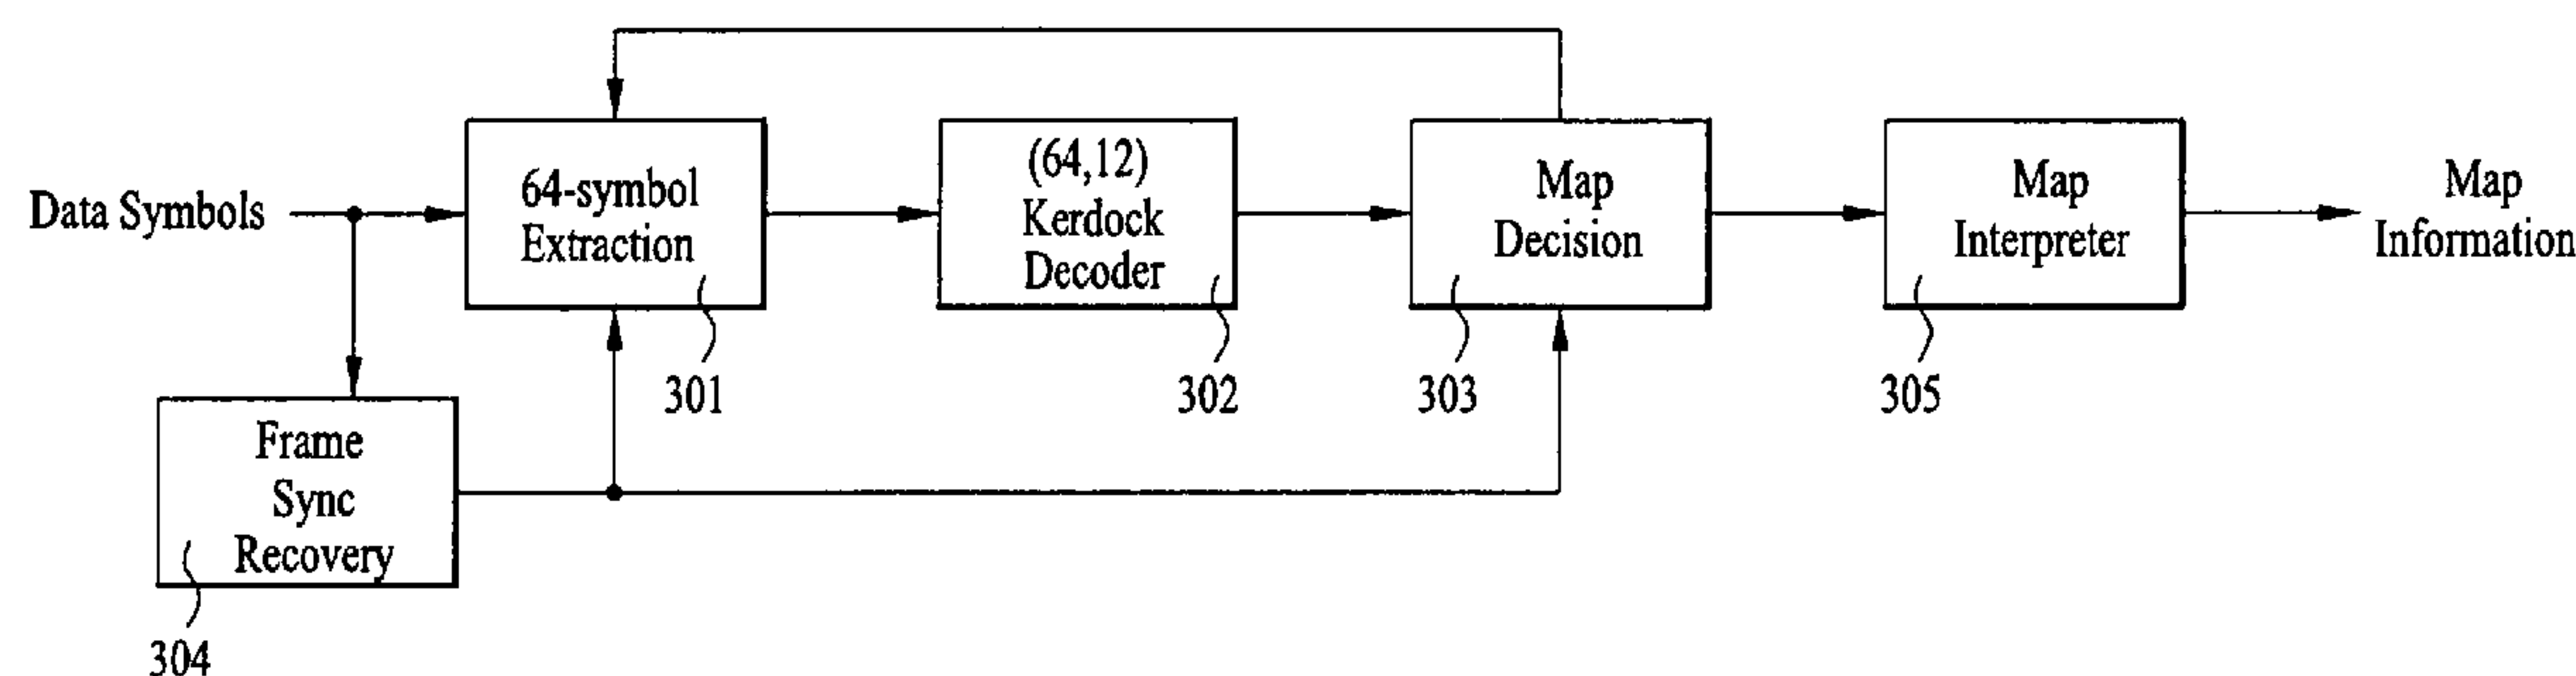 Data Symbols
64-symbol
Extraction
301
(64,12)
Kerdock
Decoder
302
Map
Decision
303
Map
Interpreter
305
Map
Information
Frame
Sync
Recovery
304